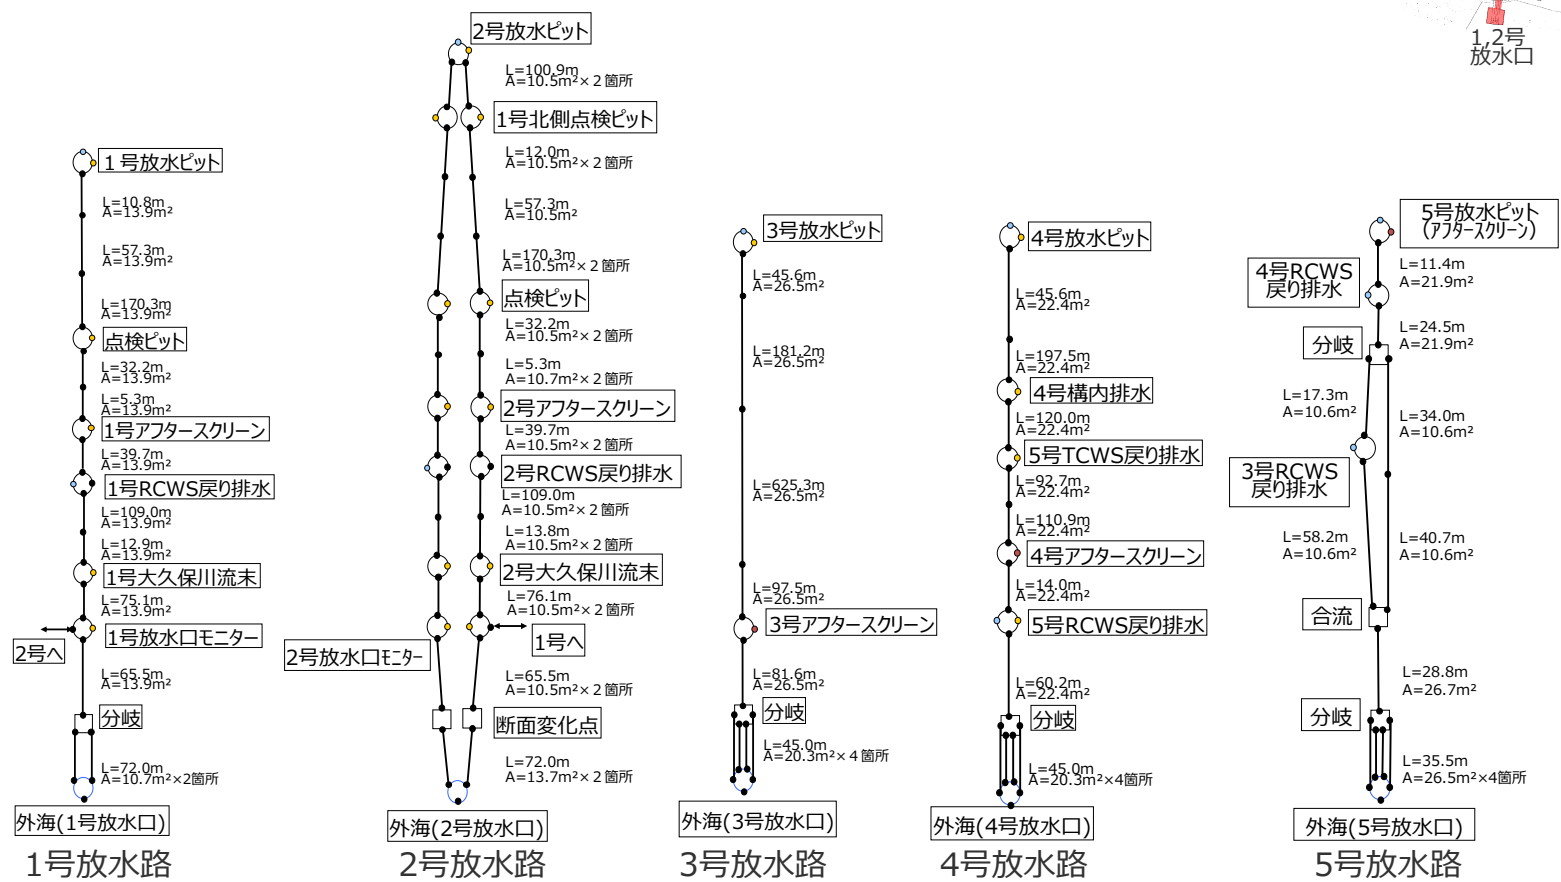 1,2号
放水口
1号放水ピット
L=10.8m
A=13.9m²
L=57.3m
A=13.9m²
L=170.3m
A=13.9m²
点検ピット
L=32.2m
A=13.9m²
L=5.3m
A=13.9m²
1号アフタースクリーン
L=39.7m
A=13.9m²
1号RCWS戻り排水
L=109.0m
A=13.9m²
L=12.9m
A=13.9m²
1号大久保川流末
L=75.1m
A=13.9m²
1号放水口モニター
2号へ
L=65.5m
A=13.9m²
分岐
L=72.0m
A=10.7m²×2箇所
外海(1号放水口)
1号放水路
2号放水ピット
L=100.9m
A=10.5m²×2箇所
1号北側点検ピット
L=12.0m
A=10.5m²×2箇所
L=57.3m
A=10.5m²
L=170.3m
A=10.5m²×2箇所
点検ピット
L=32.2m
A=10.5m²×2箇所
L=5.3m
A=10.7m²×2箇所
2号アフタースクリーン
L=39.7m
A=10.5m²×2箇所
2号RCWS戻り排水
L=109.0m
A=10.5m²×2箇所
L=13.8m
A=10.5m²×2箇所
2号大久保川流末
L=76.1m
A=10.5m²×2箇所
1号へ
2号放水口モニター
L=65.5m
A=10.5m²×2箇所
断面変化点
L=72.0m
A=13.7m²×2箇所
外海(2号放水口)
2号放水路
3号放水ピット
L=45.6m
A=26.5m²
L=181.2m
A=26.5m²
L=625.3m
A=26.5m²
L=97.5m
A=26.5m²
3号アフタースクリーン
L=81.6m
A=26.5m²
分岐
L=45.0m
A=20.3m²×4箇所
外海(3号放水口)
3号放水路
4号放水ピット
L=45.6m
A=22.4m²
L=197.5m
A=22.4m²
4号構内排水
L=120.0m
A=22.4m²
5号TCWS戻り排水
L=92.7m
A=22.4m²
L=110.9m
A=22.4m²
4号アフタースクリーン
L=14.0m
A=22.4m²
5号RCWS戻り排水
L=60.2m
A=22.4m²
分岐
L=45.0m
A=20.3m²×4箇所
外海(4号放水口)
4号放水路
5号放水ピット
(アフタースクリーン)
L=11.4m
A=21.9m²
4号RCWS
戻り排水
L=24.5m
A=21.9m²
分岐
L=17.3m
A=10.6m²
L=34.0m
A=10.6m²
3号RCWS
戻り排水
L=58.2m
A=10.6m²
L=40.7m
A=10.6m²
合流
L=28.8m
A=26.7m²
分岐
L=35.5m
A=26.5m²×4箇所
外海(5号放水口)
5号放水路